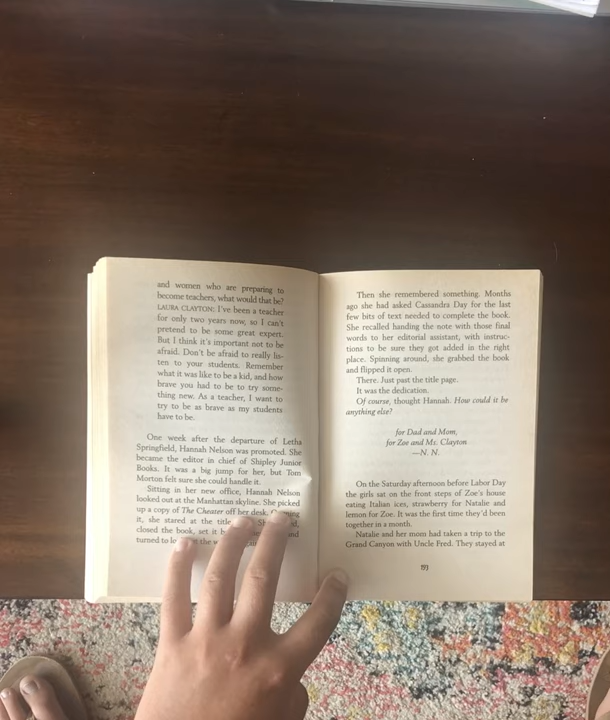 and women who are preparing to
become teachers, what would that be?
LAURA CLAYTON: I've been a teacher
for only two years now, so I can't
pretend to be some great expert.
But I think it's important not to be
afraid. Don't be afraid to really lis-
ten to your students. Remember
what it was like to be a kid, and how
brave you had to be to try some-
thing new. As a teacher, I want to
try to be as brave as my students
have to be.
One week after the departure of Letha
Springfield, Hannah Nelson was promoted. She
became the editor in chief of Shipley Junior
Books. It was a big jump for her, but Tom
Morton felt sure she could handle it.
Sitting in her new office, Hannah Nelson
looked out at the Manhattan skyline. She picked
up a copy of The Cheater off her desk.
it, she stared at the title
closed the book, set it
turned to the
Then she remembered something. Months
ago she had asked Cassandra Day for the last
few bits of text needed to complete the book.
She recalled handing the note with those final
words to her editorial assistant, with instruc-
tions to be sure they got added in the right
place. Spinning around, she grabbed the book
and flipped it open.
There. Just past the title page.
It was the dedication.
Of course, thought Hannah. How could it be
anything else?
for Dad and Mom,
for Zoe and Ms. Clayton
—N. N.
On the Saturday afternoon before Labor Day
the girls sat on the front steps of Zoe's house
eating Italian ices, strawberry for Natalie and
lemon for Zoe. It was the first time they'd been
together in a month.
Natalie and her mom had taken a trip to the
Grand Canyon with Uncle Fred. They stayed at